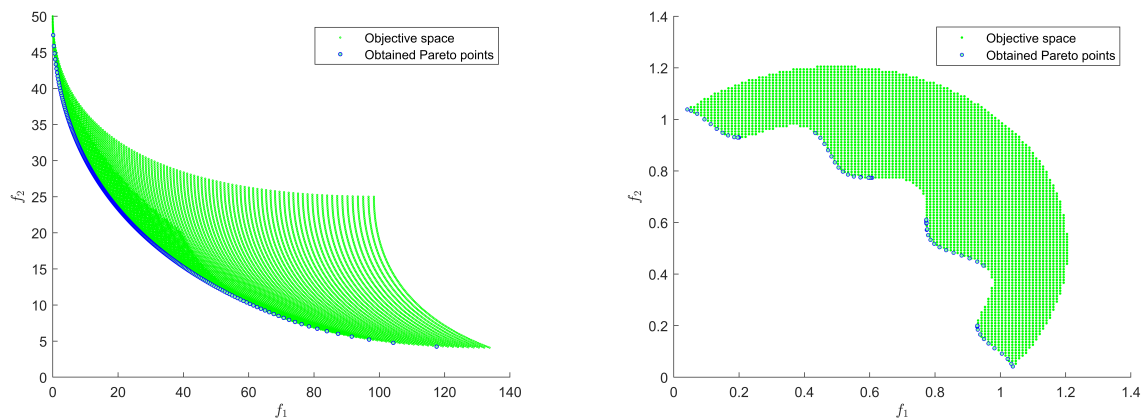 50
45
40
35
30
25
20
15
10
5
0
f2
0 20 40 60 80 100 120 140
f1
Objective space
Obtained Pareto points
1.4
1.2
1
0.8
0.6
0.4
0.2
0
f2
0 0.2 0.4 0.6 0.8 1 1.2 1.4
f1
Objective space
Obtained Pareto points